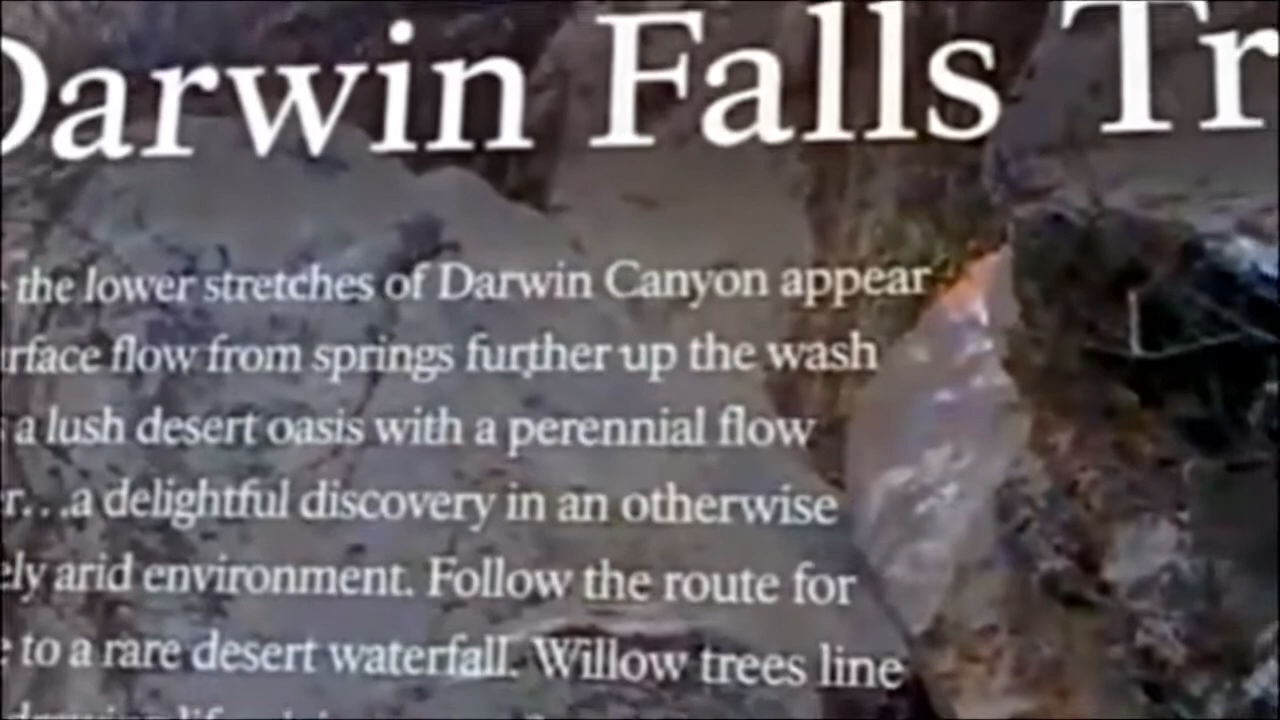 Darwin Falls Tr
the lower stretches of Darwin Canyon appear
rface flow from springs further up the wash
a lush desert oasis with a perennial flow
r...a delightful discovery in an otherwise
ely arid environment. Follow the route for
to a rare desert waterfall. Willow trees line